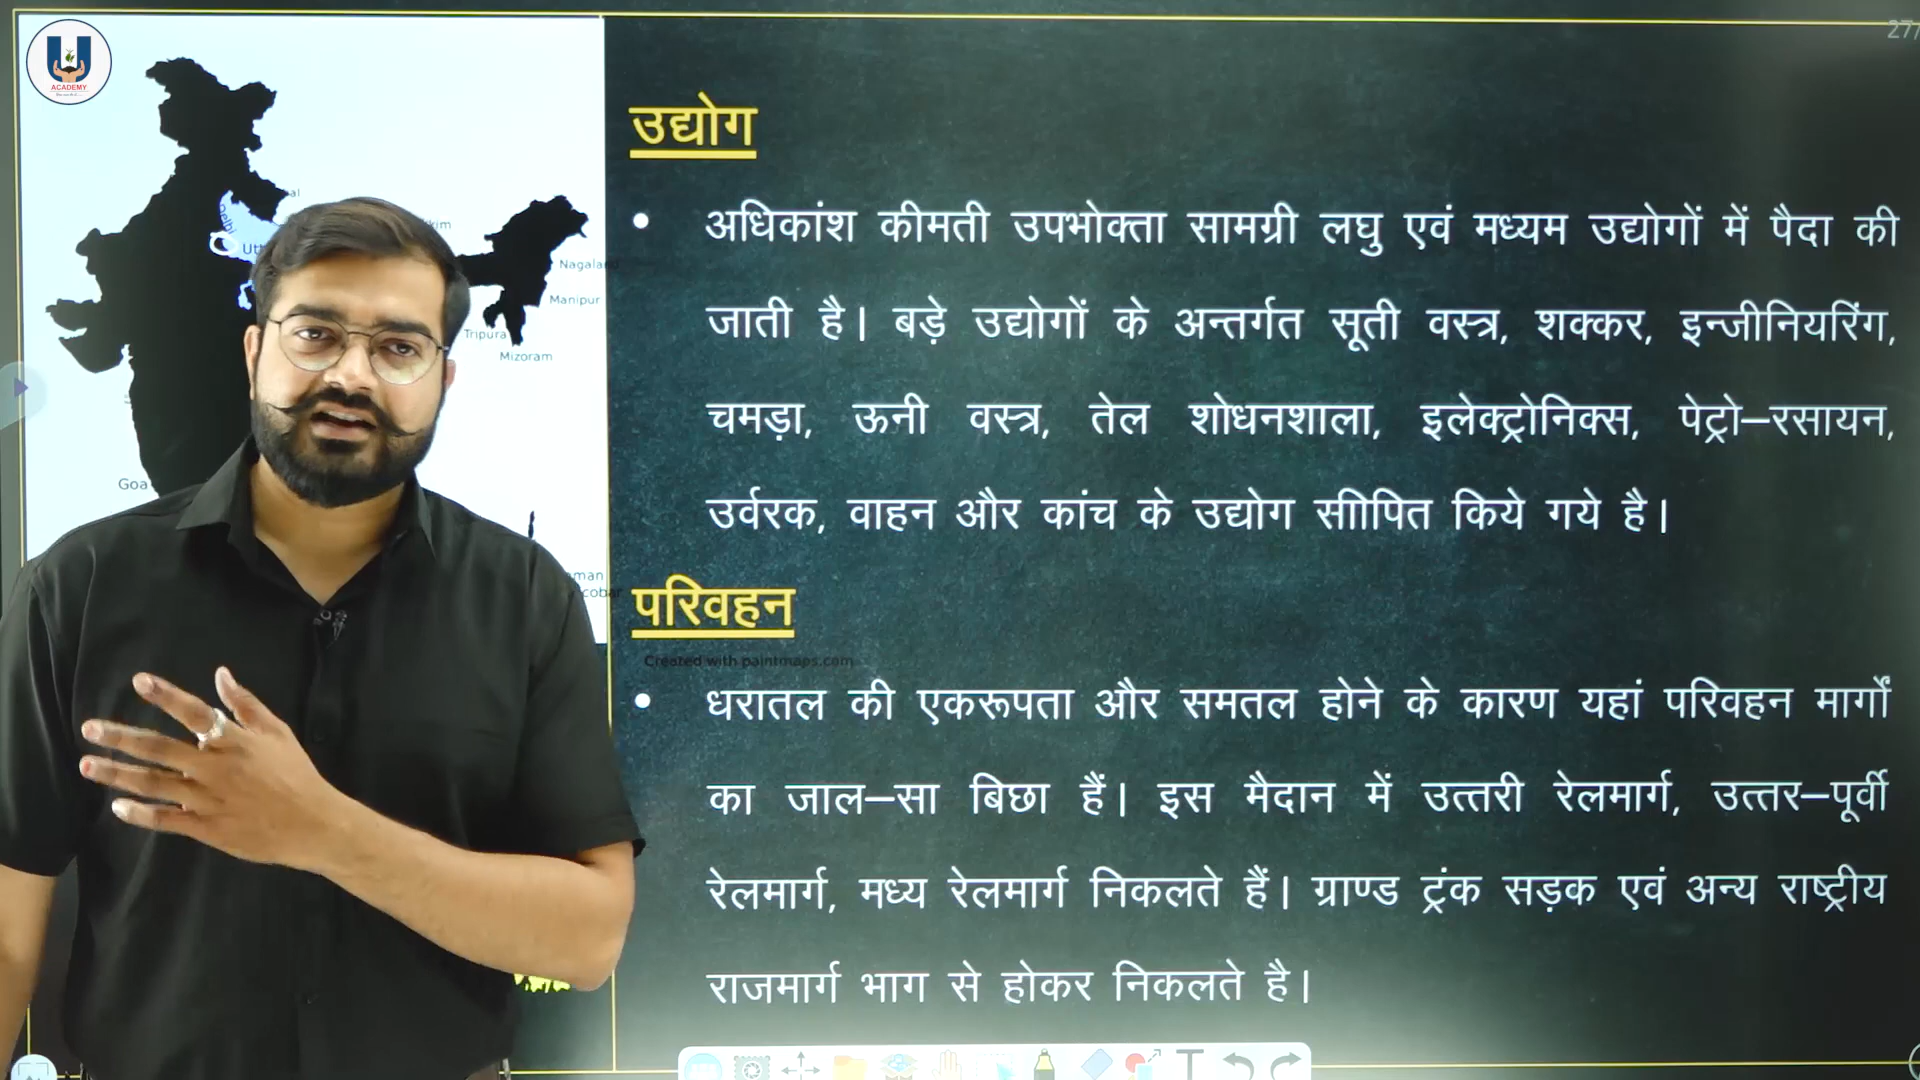 U
ACADEMY
27/
उद्योग
• अधिकांश कीमती उपभोक्ता सामग्री लघु एवं मध्यम उद्योगों में पैदा की
जाती है। बड़े उद्योगों के अन्तर्गत सूती वस्त्र, शक्कर, इन्जीनियरिंग,
चमड़ा, ऊनी वस्त्र, तेल शोधनशाला, इलेक्ट्रोनिक्स, पेट्रो–रसायन,
उर्वरक, वाहन और कांच के उद्योग सीापित किये गये है।
परिवहन
Created with paintmaps.com
• धरातल की एकरूपता और समतल होने के कारण यहां परिवहन मार्गों
का जाल–सा बिछा हैं। इस मैदान में उत्तरी रेलमार्ग, उत्तर–पूर्वी
रेलमार्ग, मध्य रेलमार्ग निकलते हैं। ग्राण्ड ट्रंक सड़क एवं अन्य राष्ट्रीय
राजमार्ग भाग से होकर निकलते है।
Nagalan
Manipur
Tripura
Mizoram
Goa